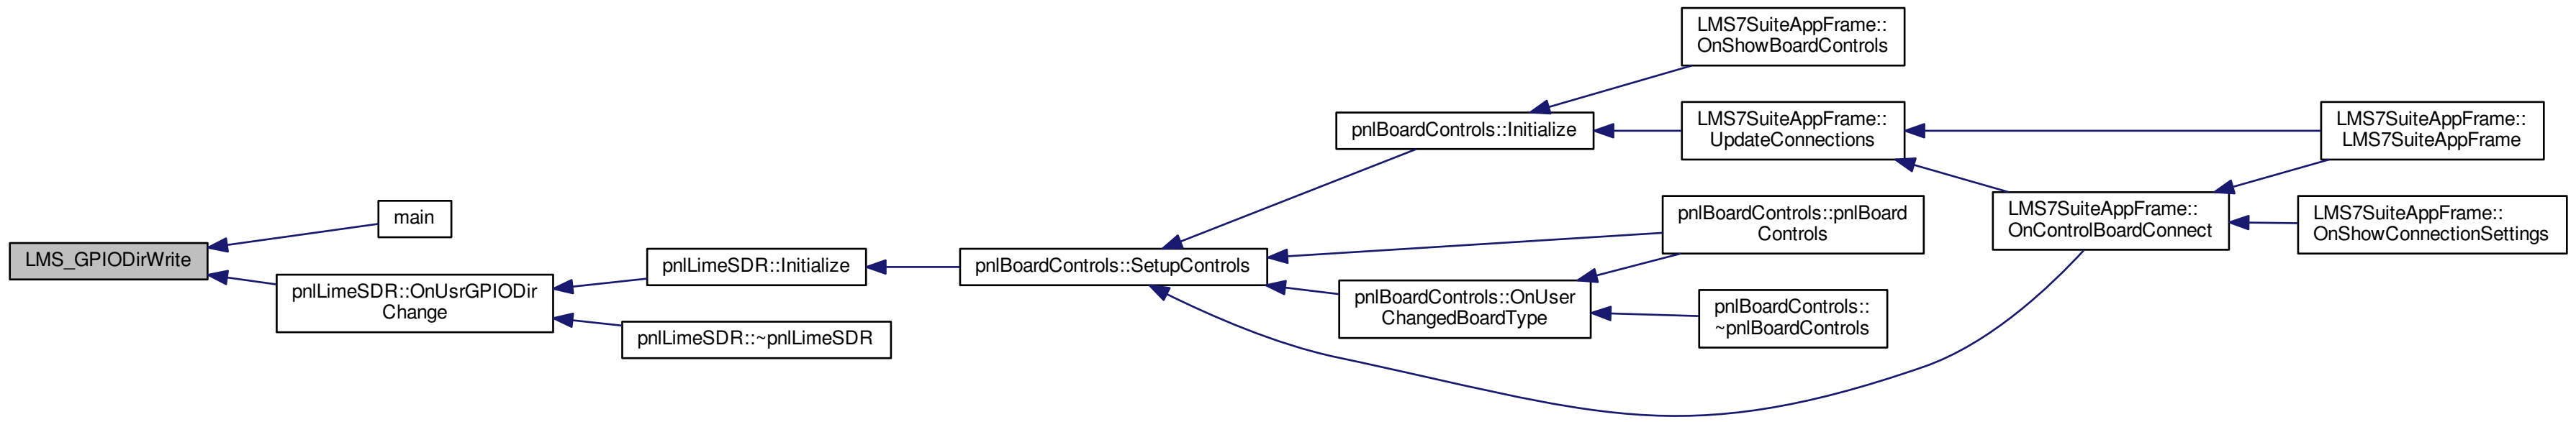 LMS_GPIODirWrite
main
pnlLimeSDR::OnUsrGPIODir
Change
pnlLimeSDR::Initialize
pnlLimeSDR::~pnlLimeSDR
pnlBoardControls::SetupControls
pnlBoardControls::Initialize
pnlBoardControls::OnUser
ChangedBoardType
LMS7SuiteAppFrame::
OnShowBoardControls
LMS7SuiteAppFrame::
UpdateConnections
pnlBoardControls::pnlBoard
Controls
pnlBoardControls::
~pnlBoardControls
LMS7SuiteAppFrame::
OnControlBoardConnect
LMS7SuiteAppFrame::
LMS7SuiteAppFrame
LMS7SuiteAppFrame::
OnShowConnectionSettings